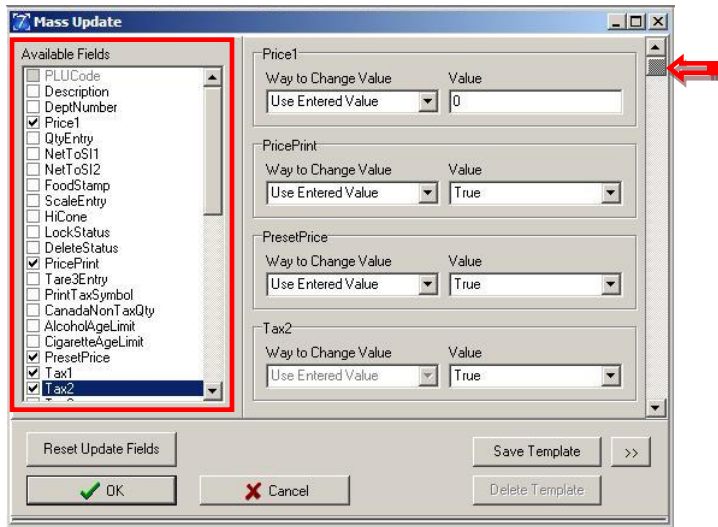 Mass Update
Available Fields
PLUCode
Description
DeptNumber
Price1
QtyEntry
NetToSI1
NetToSI2
FoodStamp
ScaleEntry
HiCone
LockStatus
DeleteStatus
PricePrint
Tare3Entry
PrintTaxSymbol
CanadaNonTaxQty
AlcoholAgeLimit
CigaretteAgeLimit
PresetPrice
Tax1
Tax2
Price1
Way to Change Value Value
Use Entered Value 0
PricePrint
Way to Change Value Value
Use Entered Value True
PresetPrice
Way to Change Value Value
Use Entered Value True
Tax2
Way to Change Value Value
Use Entered Value True
Reset Update Fields Save Template >>
OK Cancel Delete Template